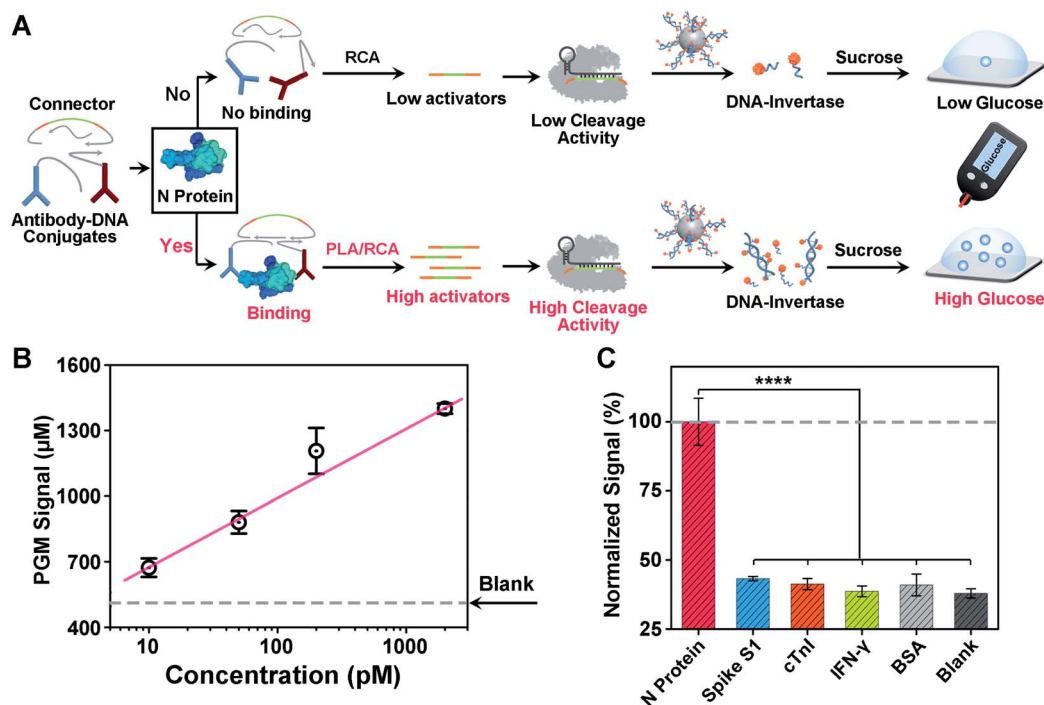 A
Connector
Antibody-DNA
Conjugates
No
Yes
N Protein
No binding
RCA
Low activators
Low Cleavage
Activity
DNA-Invertase
Sucrose
Low Glucose
Glucose
Binding
PLA/RCA
High activators
High Cleavage
Activity
DNA-Invertase
Sucrose
High Glucose
B
PGM Signal (µM)
1600
1300
1000
700
400
10
100
1000
Concentration (pM)
Blank
C
Normalized Signal (%)
100
75
50
25
****
N Protein
Spike S1
cTnI
IFN-γ
BSA
Blank